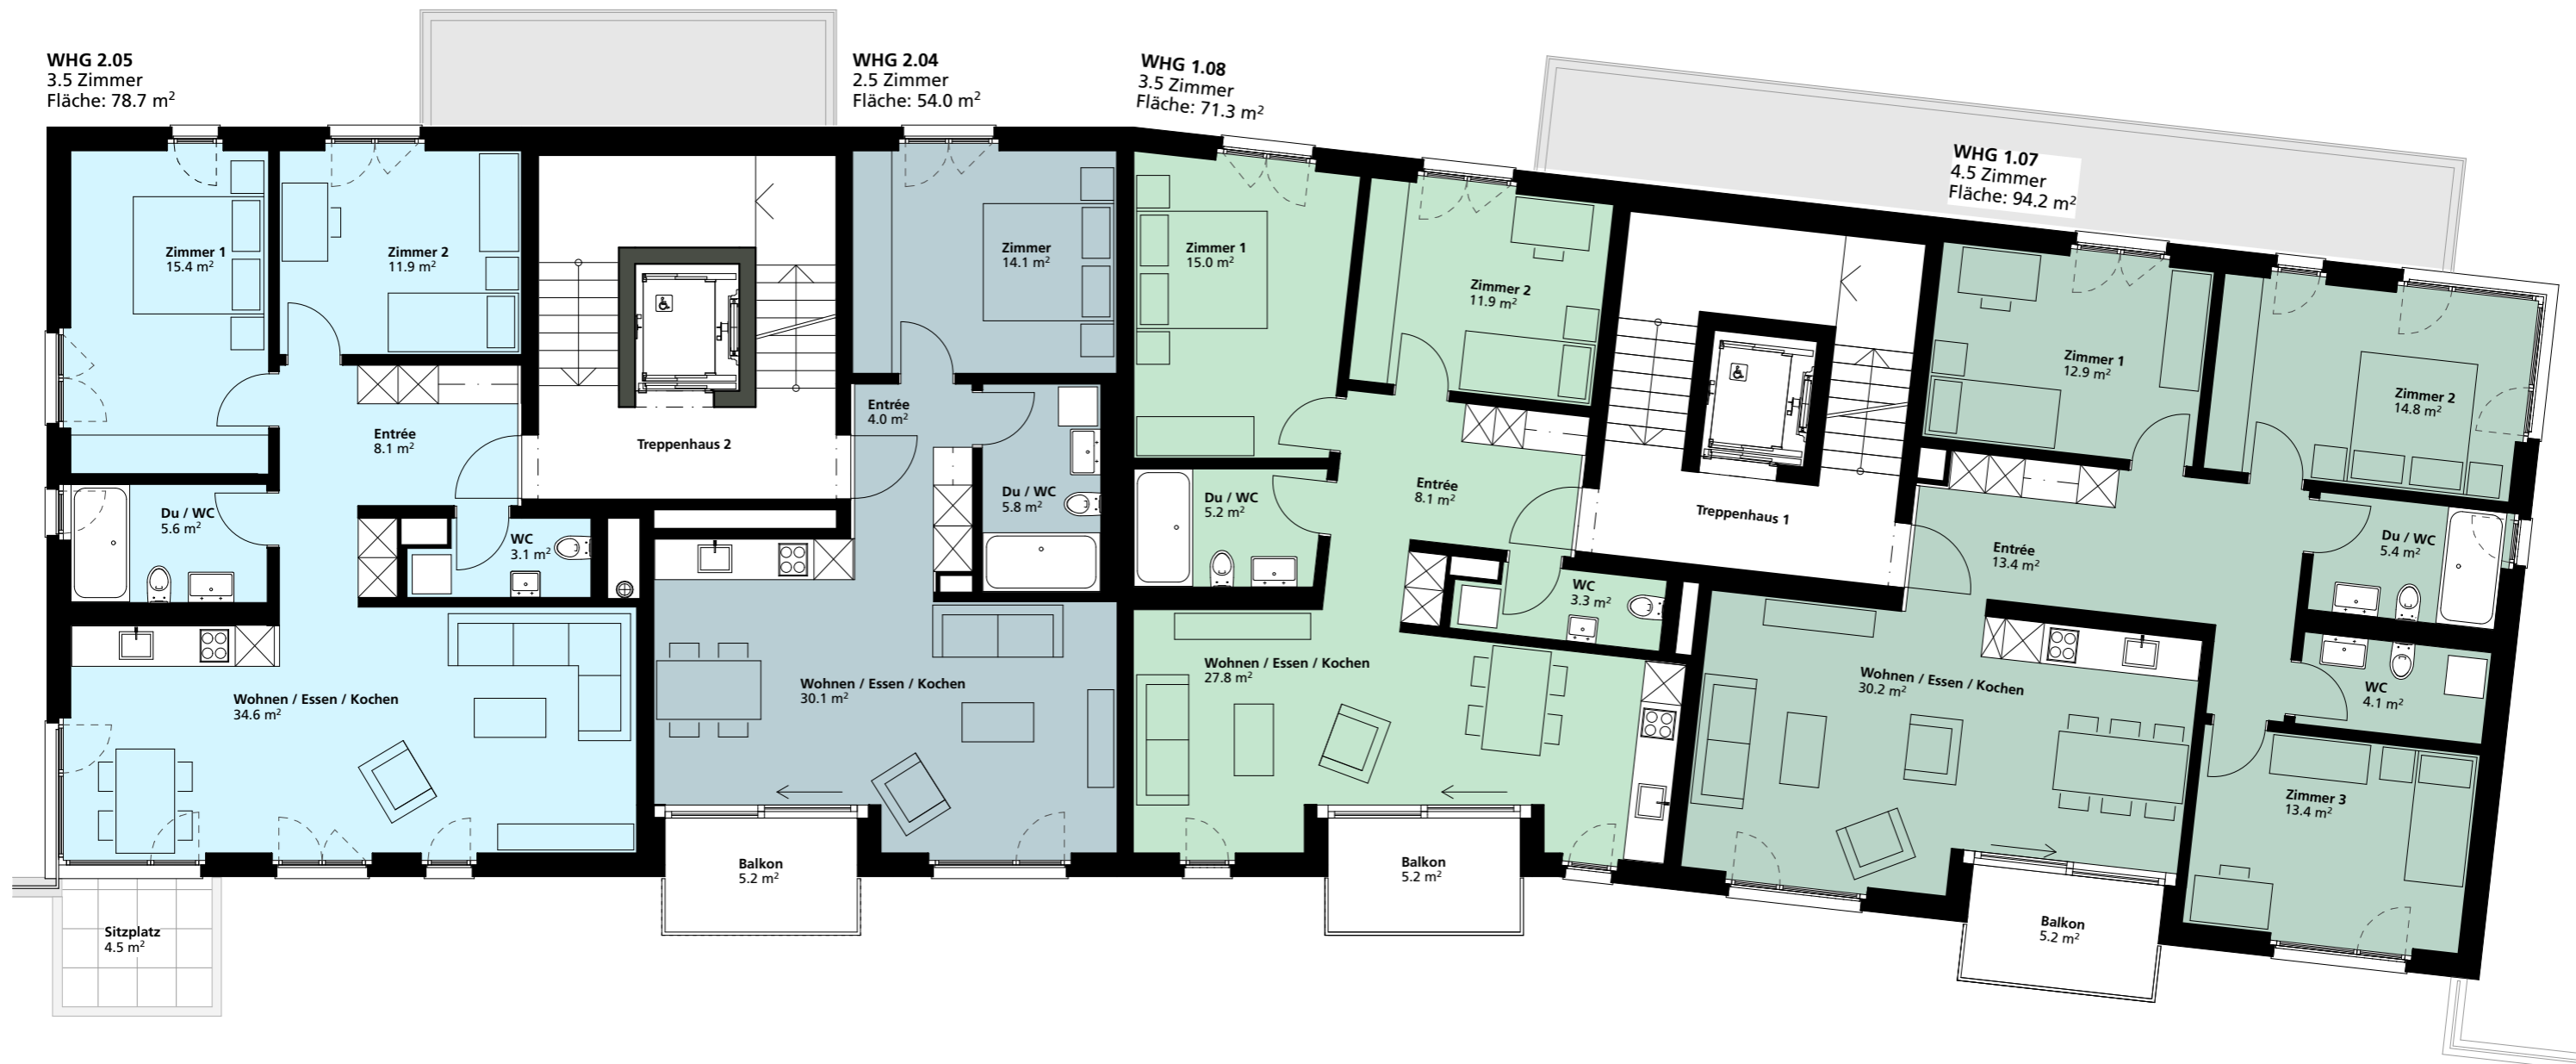 WHG 2.05
3.5 Zimmer
Fläche: 78.7 m²
WHG 2.04
2.5 Zimmer
Fläche: 54.0 m²
WHG 1.08
3.5 Zimmer
Fläche: 71.3 m²
WHG 1.07
4.5 Zimmer
Fläche: 94.2 m²
Zimmer 1
15.4 m²
Zimmer 2
11.9 m²
Entrée
8.1 m²
Du / WC
5.6 m²
WC
3.1 m²
Wohnen / Essen / Kochen
34.6 m²
Sitzplatz
4.5 m²
Treppenhaus 2
Zimmer
14.1 m²
Entrée
4.0 m²
Du / WC
5.8 m²
Wohnen / Essen / Kochen
30.1 m²
Balkon
5.2 m²
Zimmer 1
15.0 m²
Zimmer 2
11.9 m²
Entrée
8.1 m²
Du / WC
5.2 m²
WC
3.3 m²
Wohnen / Essen / Kochen
27.8 m²
Balkon
5.2 m²
Treppenhaus 1
Zimmer 1
12.9 m²
Zimmer 2
14.8 m²
Entrée
13.4 m²
Du / WC
5.4 m²
WC
4.1 m²
Wohnen / Essen / Kochen
30.2 m²
Zimmer 3
13.4 m²
Balkon
5.2 m²